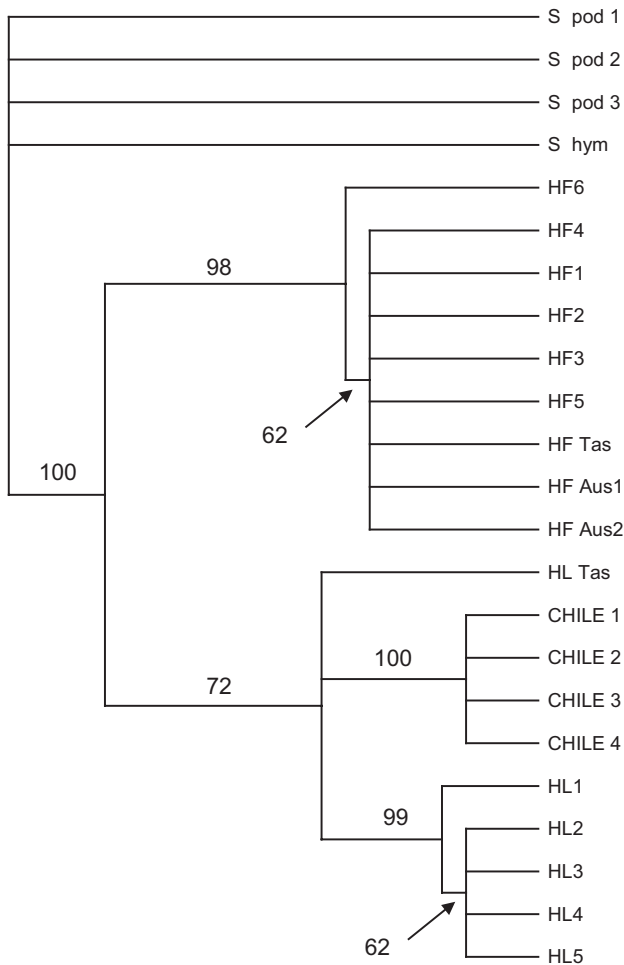 S pod 1
S pod 2
S pod 3
S hym
HF6
HF4
98
HF1
HF2
HF3
HF5
62
HF Tas
100
HF Aus1
HF Aus2
HL Tas
CHILE 1
100
CHILE 2
72
CHILE 3
CHILE 4
HL1
99
HL2
HL3
HL4
62
HL5